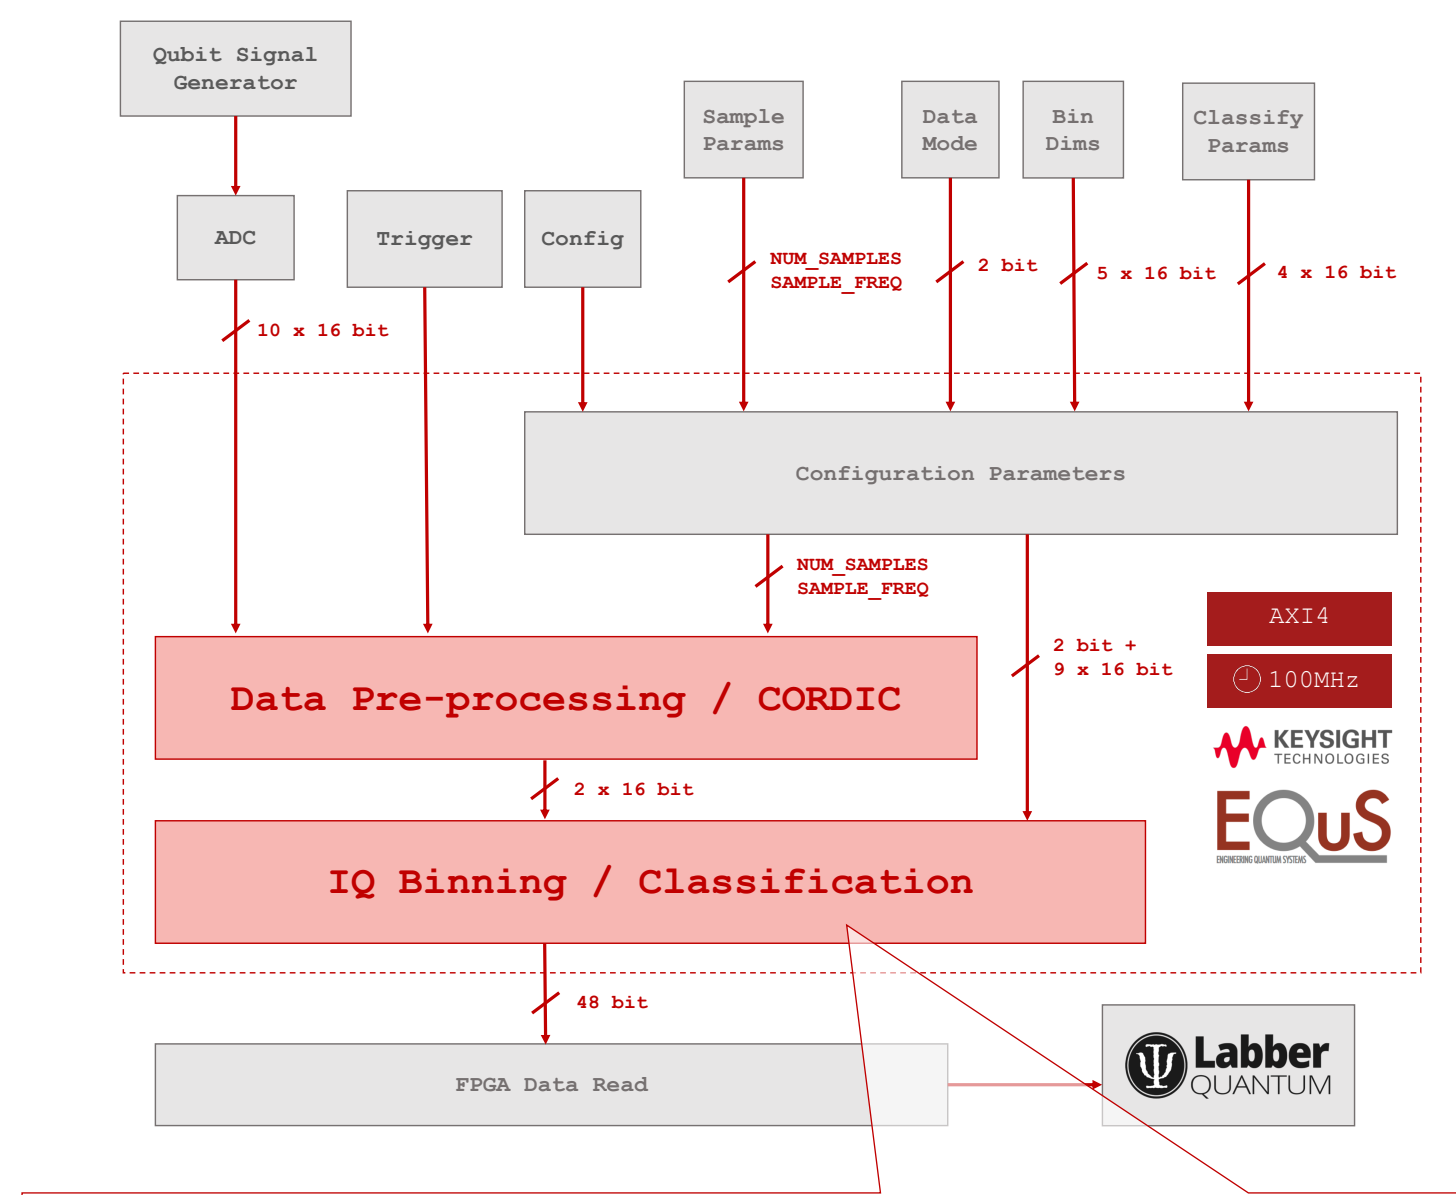 Qubit Signal
Generator
Sample
Params
Data
Mode
Bin
Dims
Classify
Params
ADC
Trigger
Config
NUM_SAMPLES
SAMPLE_FREQ
2 bit
5 x 16 bit
4 x 16 bit
10 x 16 bit
Configuration Parameters
NUM_SAMPLES
SAMPLE_FREQ
AXI4
2 bit +
9 x 16 bit
100MHz
Data Pre-processing / CORDIC
KEYSIGHT
TECHNOLOGIES
2 x 16 bit
EQuS
ENGINEERING QUANTUM SYSTEMS
IQ Binning / Classification
48 bit
FPGA Data Read
Labber
QUANTUM